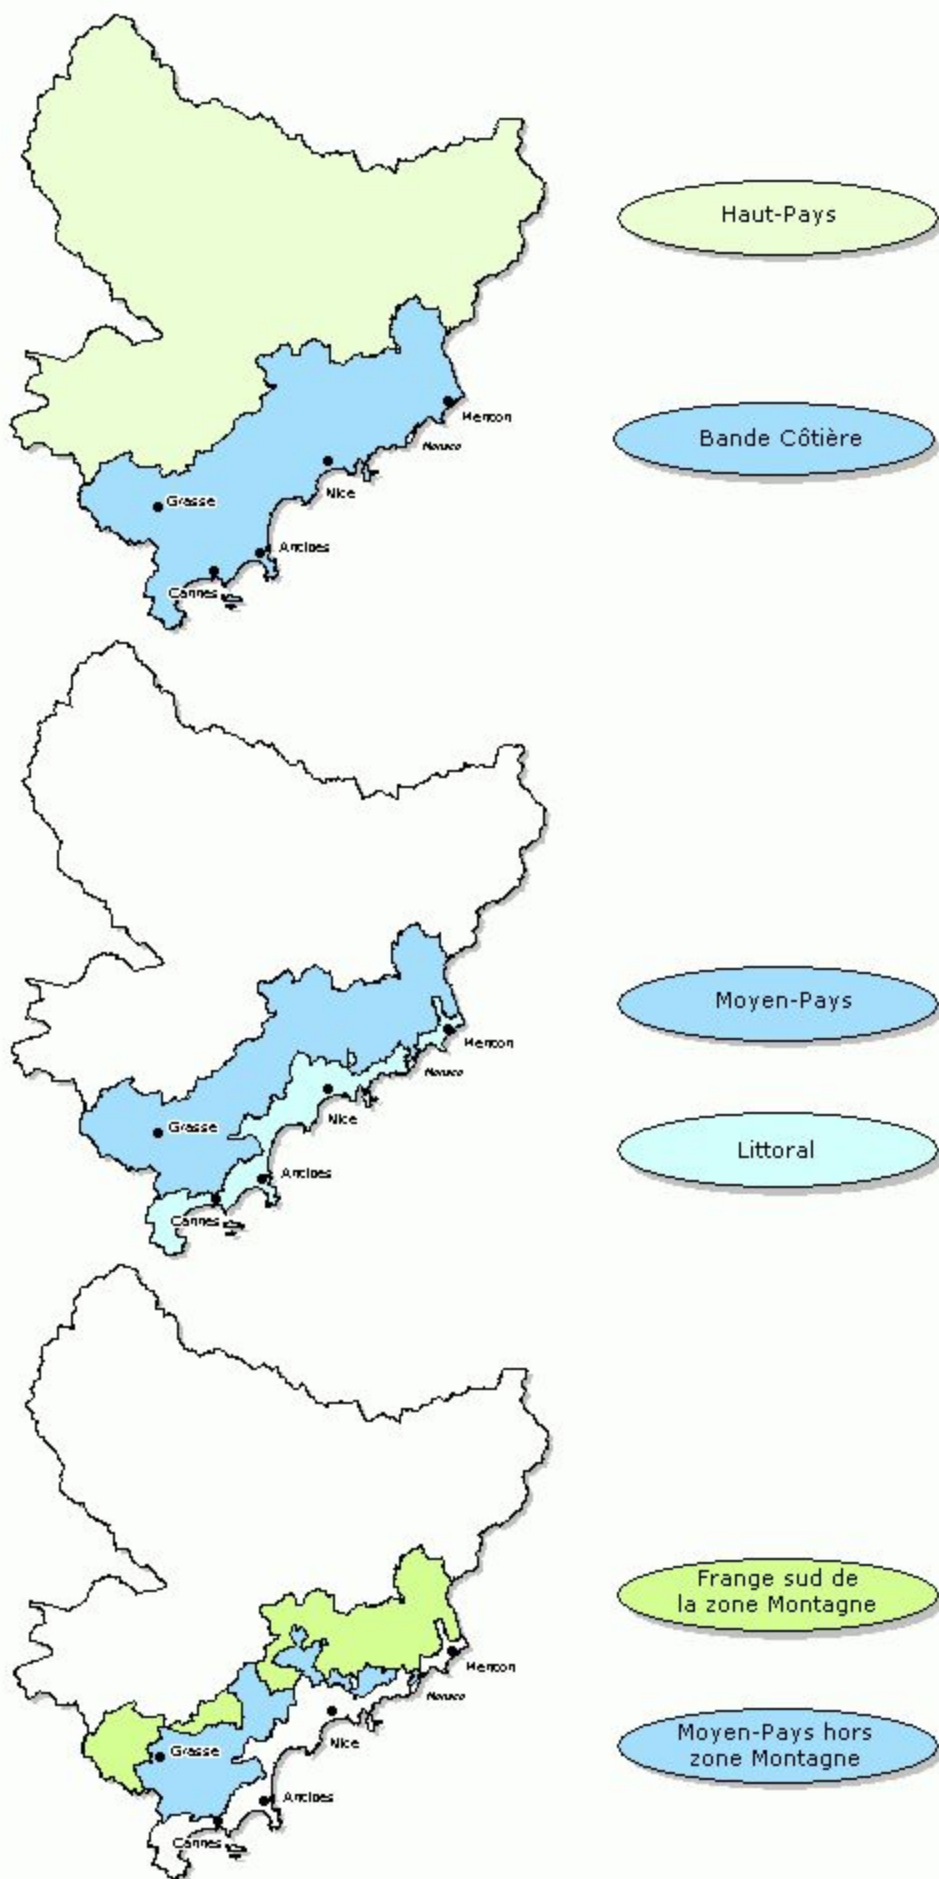 Haut-Pays
Bande Côtière
Menton
Monaco
Nice
Grasse
Antibes
Cannes
Moyen-Pays
Littoral
Menton
Monaco
Nice
Grasse
Antibes
Cannes
Frange sud de
la zone Montagne
Moyen-Pays hors
zone Montagne
Menton
Monaco
Nice
Grasse
Antibes
Cannes